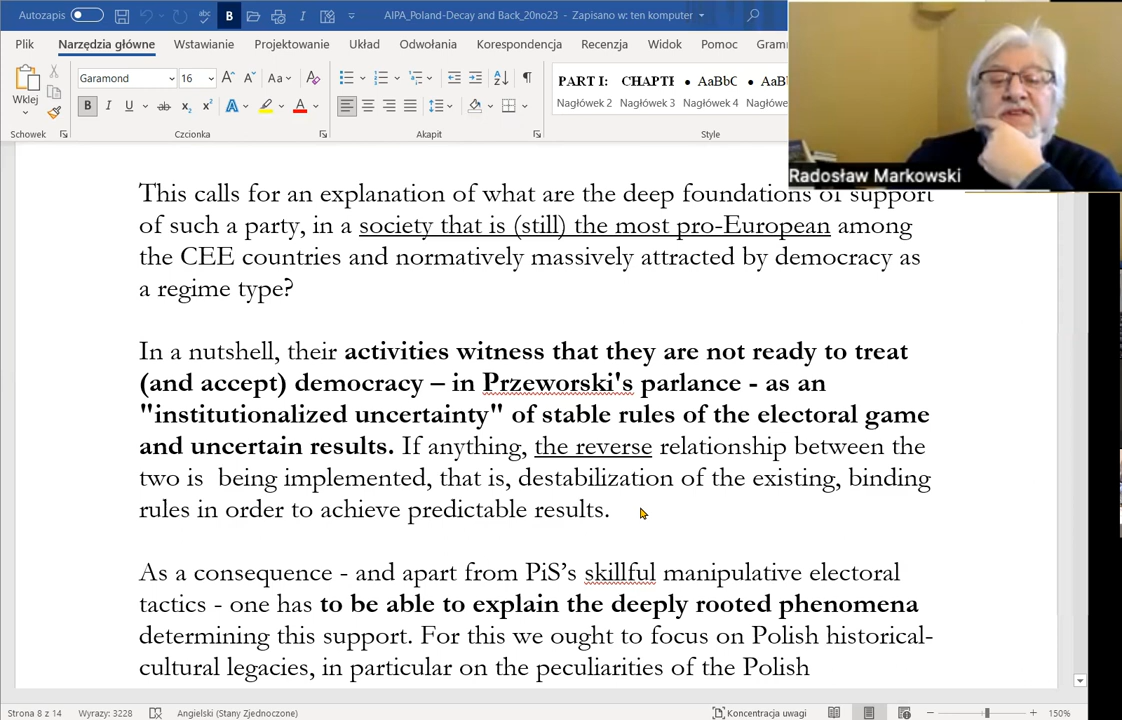 Autozapis
B
I
AIPA_Poland-Decay and Back_20no23 - Zapisano w: ten komputer
Plik Narzędzia główne Wstawianie Projektowanie Układ Odwołania Korespondencja Recenzja Widok Pomoc
Garamond 16 Aa
PART I: CHAPTE AaBbC AaBb
Wklej B I U ab x₂ x² A A
Nagłówek 2 Nagłówek 3 Nagłówek 4 Nagłówek
Schowek Czcionka Akapit Style
Radosław Markowski
This calls for an explanation of what are the deep foundations of support
of such a party, in a society that is (still) the most pro-European among
the CEE countries and normatively massively attracted by democracy as
a regime type?
In a nutshell, their activities witness that they are not ready to treat
(and accept) democracy – in Przeworski's parlance - as an
"institutionalized uncertainty" of stable rules of the electoral game
and uncertain results. If anything, the reverse relationship between the
two is being implemented, that is, destabilization of the existing, binding
rules in order to achieve predictable results.
As a consequence - and apart from PiS’s skillful manipulative electoral
tactics - one has to be able to explain the deeply rooted phenomena
determining this support. For this we ought to focus on Polish historical-
cultural legacies, in particular on the peculiarities of the Polish
Strona 8 z 14 Wyrazy: 3228 Angielski (Stany Zjednoczone) Koncentracja uwagi 150%